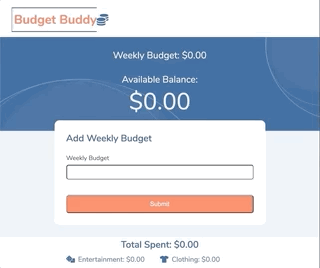 Budget Buddy
Weekly Budget: $0.00
Available Balance:
$0.00
Add Weekly Budget
Weekly Budget
Submit
Total Spent: $0.00
Entertainment: $0.00 Clothing: $0.00